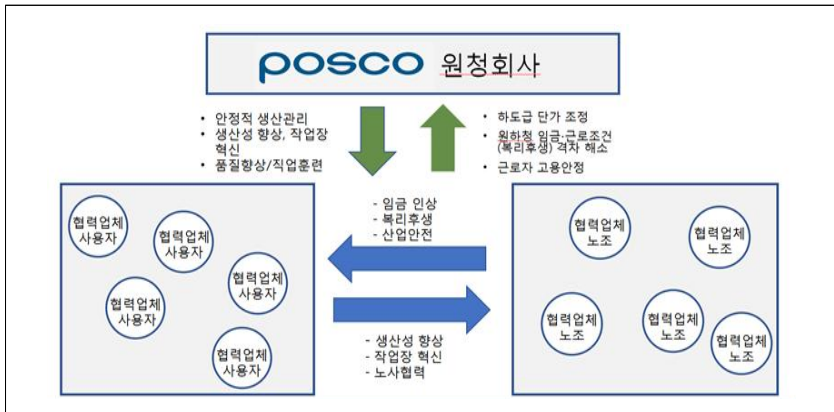 posco 원청회사
• 안정적 생산관리
• 생산성 향상, 작업장
혁신
• 품질향상/직업훈련
• 하도급 단가 조정
• 원하청 임금·근로조건
(복리후생) 격차 해소
• 근로자 고용안정
협력업체
사용자
협력업체
사용자
협력업체
사용자
협력업체
사용자
협력업체
사용자
- 임금 인상
- 복리후생
- 산업안전
- 생산성 향상
- 작업장 혁신
- 노사협력
협력업체
노조
협력업체
노조
협력업체
노조
협력업체
노조
협력업체
노조